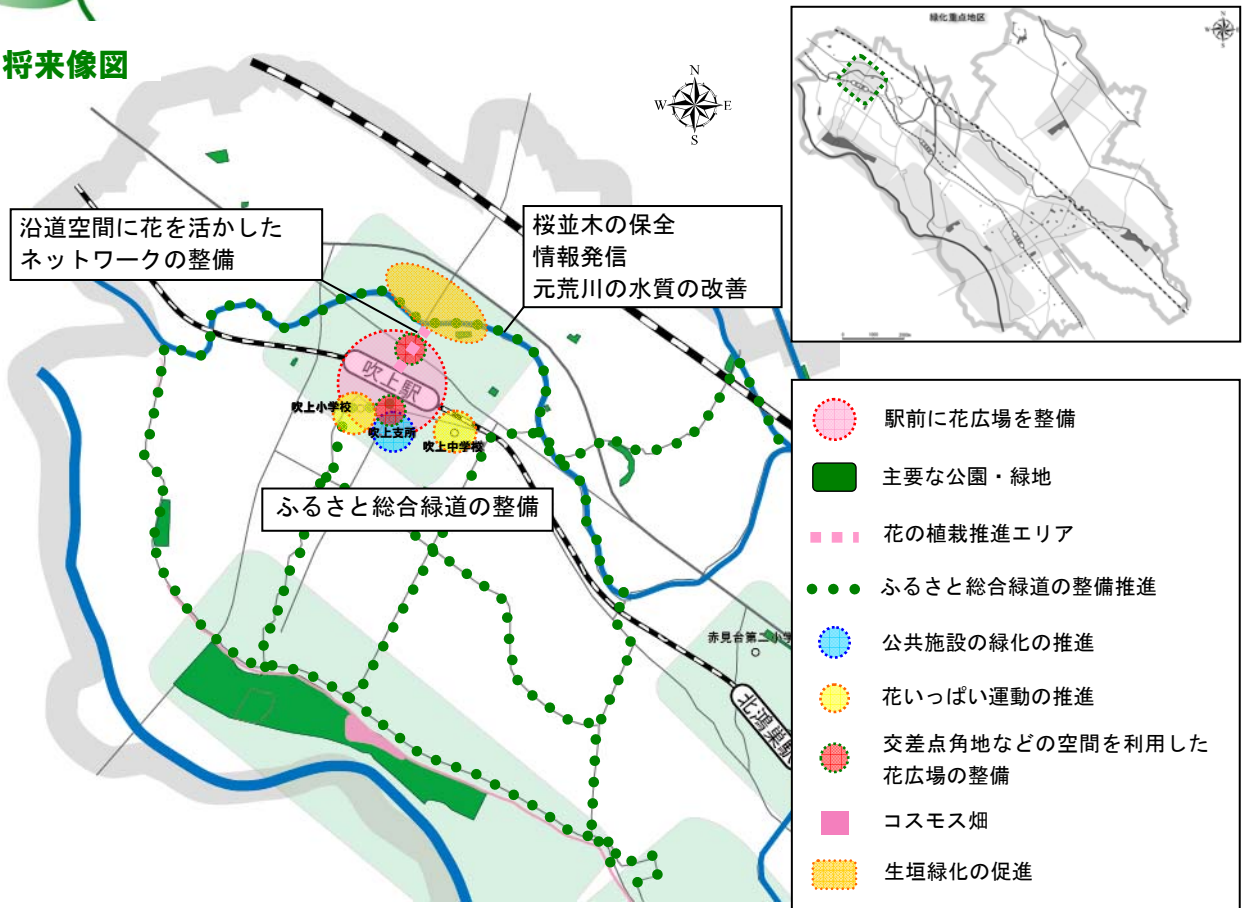 将来像図
N
W E
S
緑化重点地区
N
W E
S
沿道空間に花を活かした
ネットワークの整備
桜並木の保全
情報発信
元荒川の水質の改善
吹上駅
吹上小学校
吹上支所
吹上中学校
ふるさと総合緑道の整備
赤見台第二小学
北鴻巣駅
駅前に花広場を整備
主要な公園・緑地
花の植栽推進エリア
ふるさと総合緑道の整備推進
公共施設の緑化の推進
花いっぱい運動の推進
交差点角地などの空間を利用した
花広場の整備
コスモス畑
生垣緑化の促進